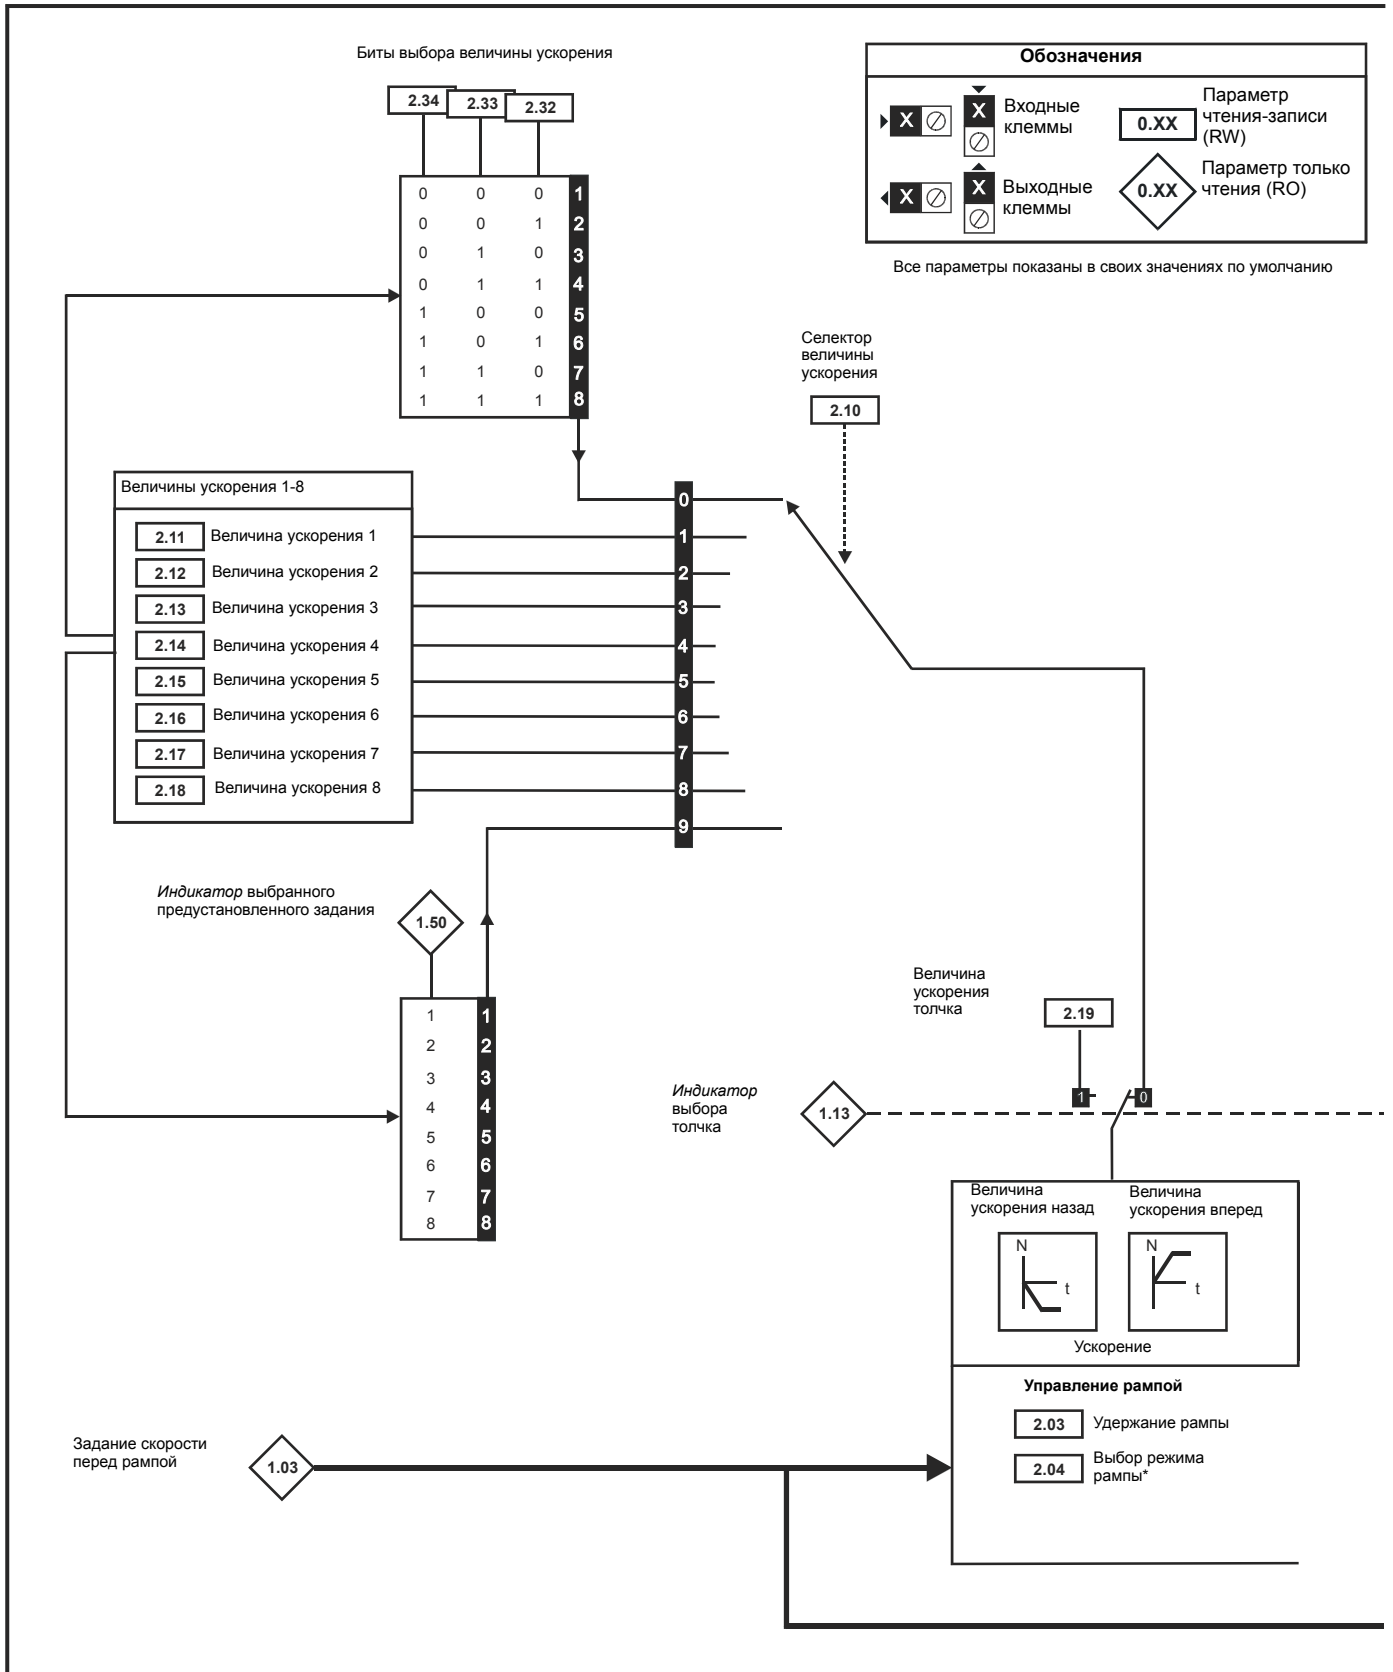 Биты выбора величины ускорения
2.34 2.33 2.32
0 0 0 1
0 0 1 2
0 1 0 3
0 1 1 4
1 0 0 5
1 0 1 6
1 1 0 7
1 1 1 8
Обозначения
X
X
Входные
клеммы
0.XX
Параметр
чтения-записи
(RW)
X
X
Выходные
клеммы
0.XX
Параметр только
чтения (RO)
Все параметры показаны в своих значениях по умолчанию
Селектор
величины
ускорения
2.10
Величины ускорения 1-8
2.11 Величина ускорения 1
2.12 Величина ускорения 2
2.13 Величина ускорения 3
2.14 Величина ускорения 4
2.15 Величина ускорения 5
2.16 Величина ускорения 6
2.17 Величина ускорения 7
2.18 Величина ускорения 8
0
1
2
3
4
5
6
7
8
9
Индикатор выбранного
предустановленного задания
1.50
1 1
2 2
3 3
4 4
5 5
6 6
7 7
8 8
Величина
ускорения
толчка
2.19
1 0
Индикатор
выбора
толчка
1.13
Величина
ускорения назад
Величина
ускорения вперед
N
t
N
t
Ускорение
Управление рампой
2.03 Удержание рампы
2.04 Выбор режима
рампы*
Задание скорости
перед рампой
1.03